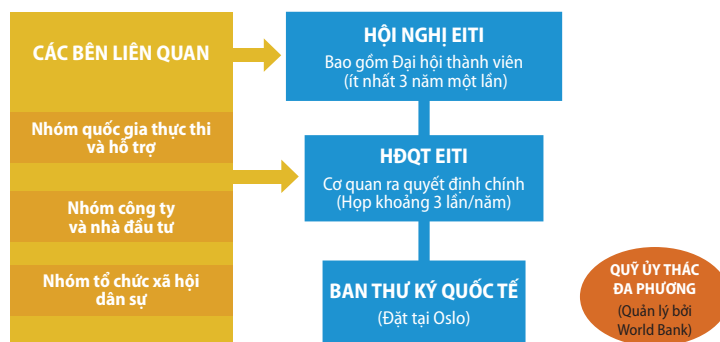 CÁC BÊN LIÊN QUAN
Nhóm quốc gia thực thi
và hỗ trợ
Nhóm công ty
và nhà đầu tư
Nhóm tổ chức xã hội
dân sự
HỘI NGHỊ EITI
Bao gồm Đại hội thành viên
(ít nhất 3 năm một lần)
HĐQT EITI
Cơ quan ra quyết định chính
(Họp khoảng 3 lần/năm)
BAN THƯ KÝ QUỐC TẾ
(Đặt tại Oslo)
QUỸ ỦY THÁC
ĐA PHƯƠNG
(Quản lý bởi
World Bank)